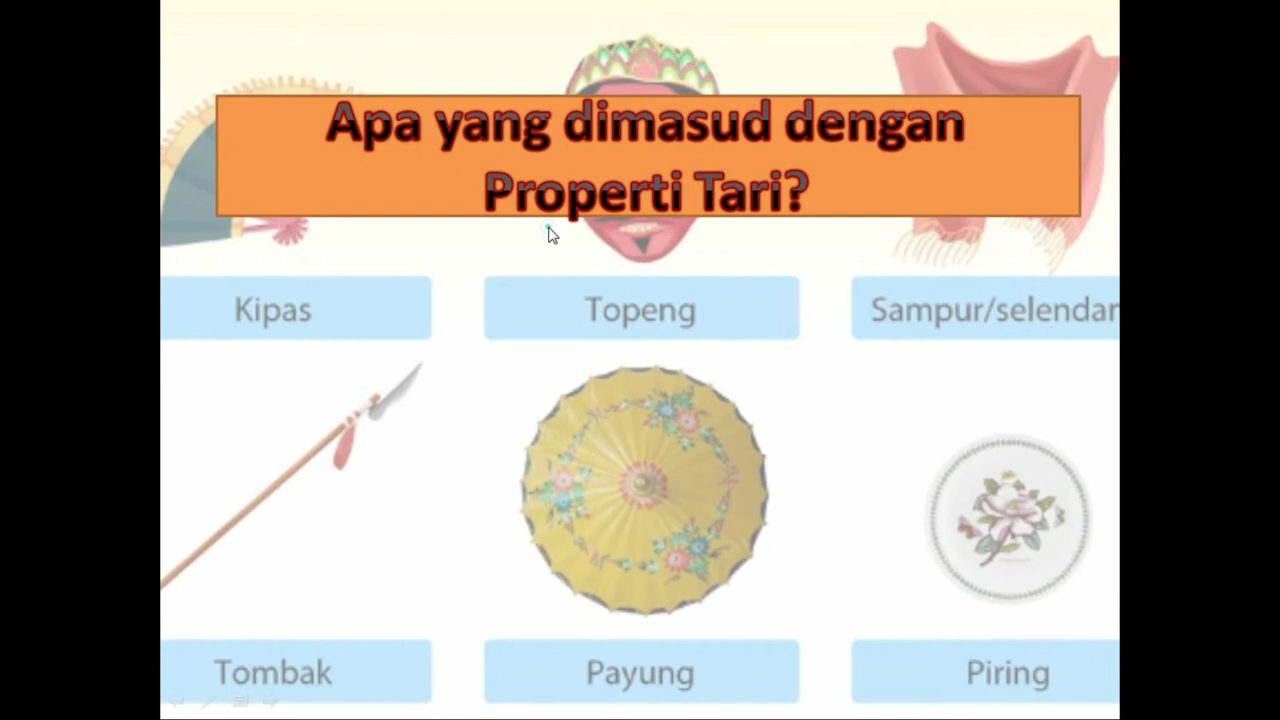 Apa yang dimasud dengan
Properti Tari?
Kipas
Topeng
Sampur/selendan
Tombak
Payung
Piring